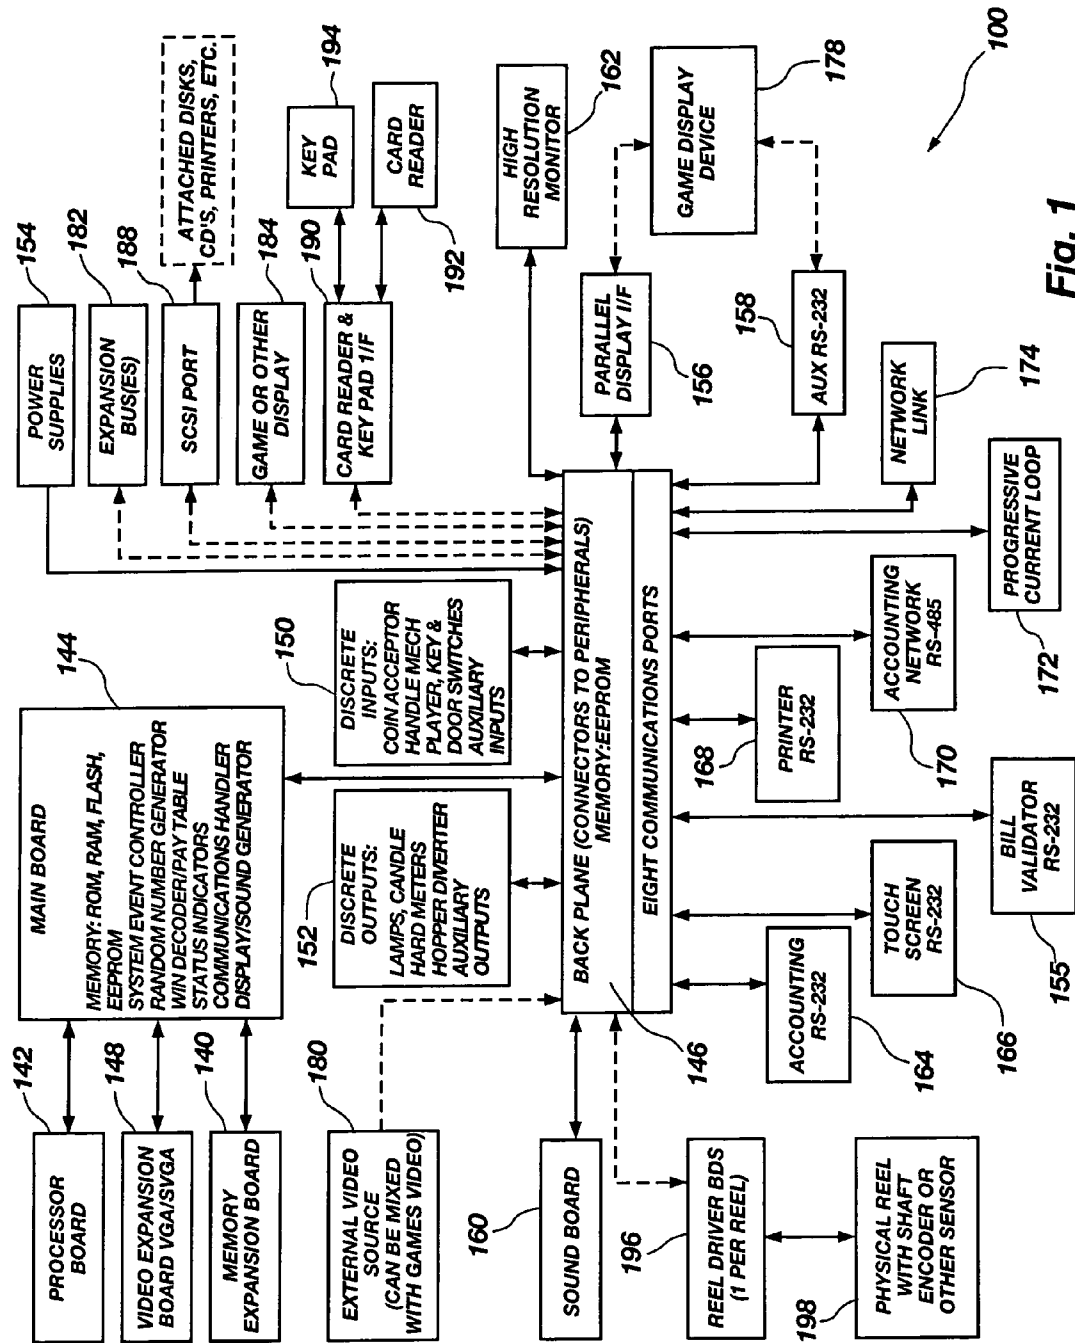 PROCESSOR
BOARD
142
VIDEO EXPANSION
BOARD VGA/SVGA
148
MEMORY
EXPANSION BOARD
140
MAIN BOARD
MEMORY: ROM, RAM, FLASH,
EEPROM
SYSTEM EVENT CONTROLLER
RANDOM NUMBER GENERATOR
WIN DECODER/PAY TABLE
STATUS INDICATORS
COMMUNICATIONS HANDLER
DISPLAY/SOUND GENERATOR
144
POWER
SUPPLIES
154
EXPANSION
BUS(ES)
182
SCSI PORT
188
ATTACHED DISKS,
CD'S, PRINTERS, ETC.
GAME OR OTHER
DISPLAY
184
CARD READER &
KEY PAD 1/F
190
KEY
PAD
194
CARD
READER
192
EXTERNAL VIDEO
SOURCE
(CAN BE MIXED
WITH GAMES VIDEO)
180
DISCRETE
OUTPUTS:
LAMPS, CANDLE
HARD METERS
HOPPER DIVERTER
AUXILIARY
OUTPUTS
152
DISCRETE
INPUTS:
COIN ACCEPTOR
HANDLE MECH
PLAYER, KEY &
DOOR SWITCHES
AUXILIARY
INPUTS
150
HIGH
RESOLUTION
MONITOR
162
SOUND BOARD
160
BACK PLANE (CONNECTORS TO PERIPHERALS)
MEMORY:EEPROM
EIGHT COMMUNICATIONS PORTS
146
PARALLEL
DISPLAY I/F
156
GAME DISPLAY
DEVICE
178
AUX RS-232
158
REEL DRIVER BDS
(1 PER REEL)
196
PHYSICAL REEL
WITH SHAFT
ENCODER OR
OTHER SENSOR
198
ACCOUNTING
RS-232
164
TOUCH
SCREEN
RS-232
166
BILL
VALIDATOR
RS-232
155
PRINTER
RS-232
168
ACCOUNTING
NETWORK
RS-485
170
PROGRESSIVE
CURRENT LOOP
172
NETWORK
LINK
174
100
Fig. 1